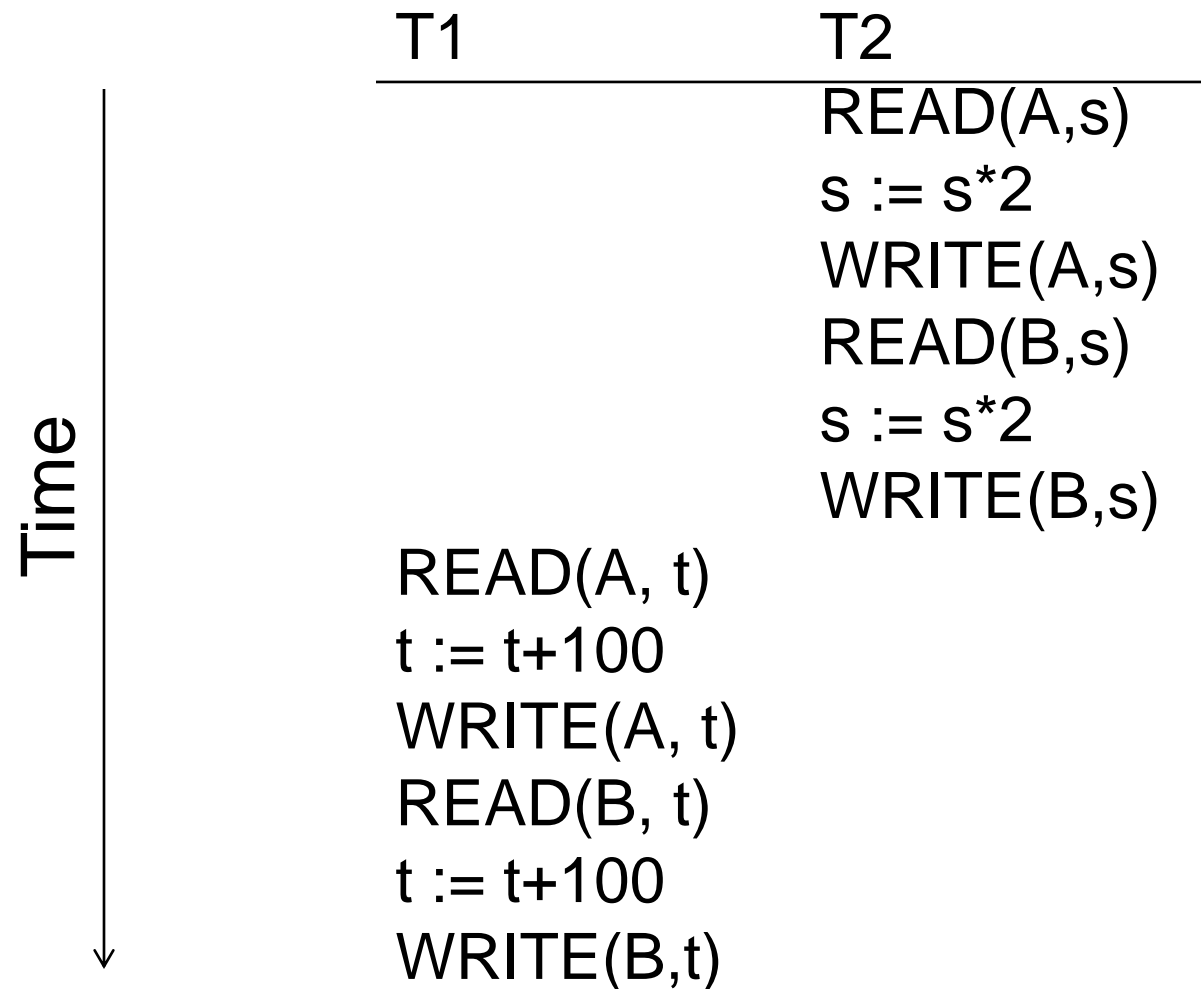 T1 T2
READ(A,s)
s := s*2
WRITE(A,s)
READ(B,s)
s := s*2
WRITE(B,s)
Time
READ(A, t)
t := t+100
WRITE(A, t)
READ(B, t)
t := t+100
WRITE(B,t)